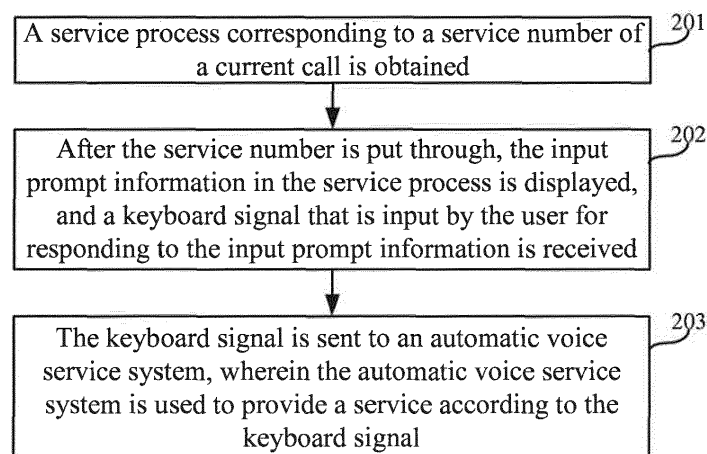 A service process corresponding to a service number of
a current call is obtained
201
After the service number is put through, the input
prompt information in the service process is displayed,
and a keyboard signal that is input by the user for
responding to the input prompt information is received
202
The keyboard signal is sent to an automatic voice
service system, wherein the automatic voice service
system is used to provide a service according to the
keyboard signal
203